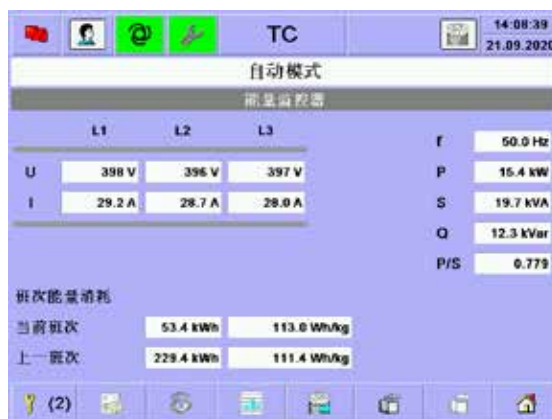 TC 14:08:39
21.09.2020
自动模式
能量监控器
L1 L2 L3
f 50.0 Hz
U 398 V 396 V 397 V P 15.4 kW
I 29.2 A 28.7 A 28.0 A S 19.7 kVA
Q 12.3 kVar
P/S 0.779
班次能量消耗
当前班次 53.4 kWh 113.0 Wh/kg
上一班次 229.4 kWh 111.4 Wh/kg
(2)